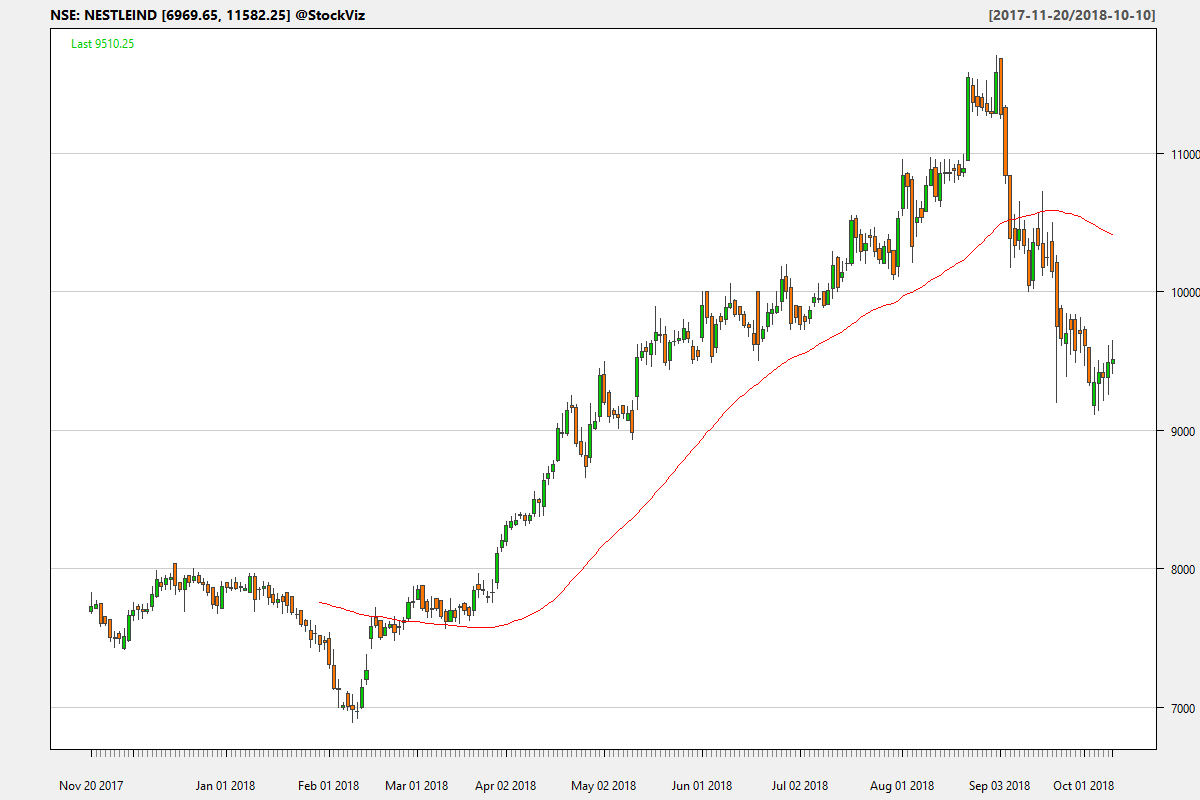 NSE: NESTLEIND [6969.65, 11582.25] @StockViz
[2017-11-20/2018-10-10]
Last 9510.25
11000
10000
9000
8000
7000
Nov 20 2017 Jan 01 2018 Feb 01 2018 Mar 01 2018 Apr 02 2018 May 02 2018 Jun 01 2018 Jul 02 2018 Aug 01 2018 Sep 03 2018 Oct 01 2018